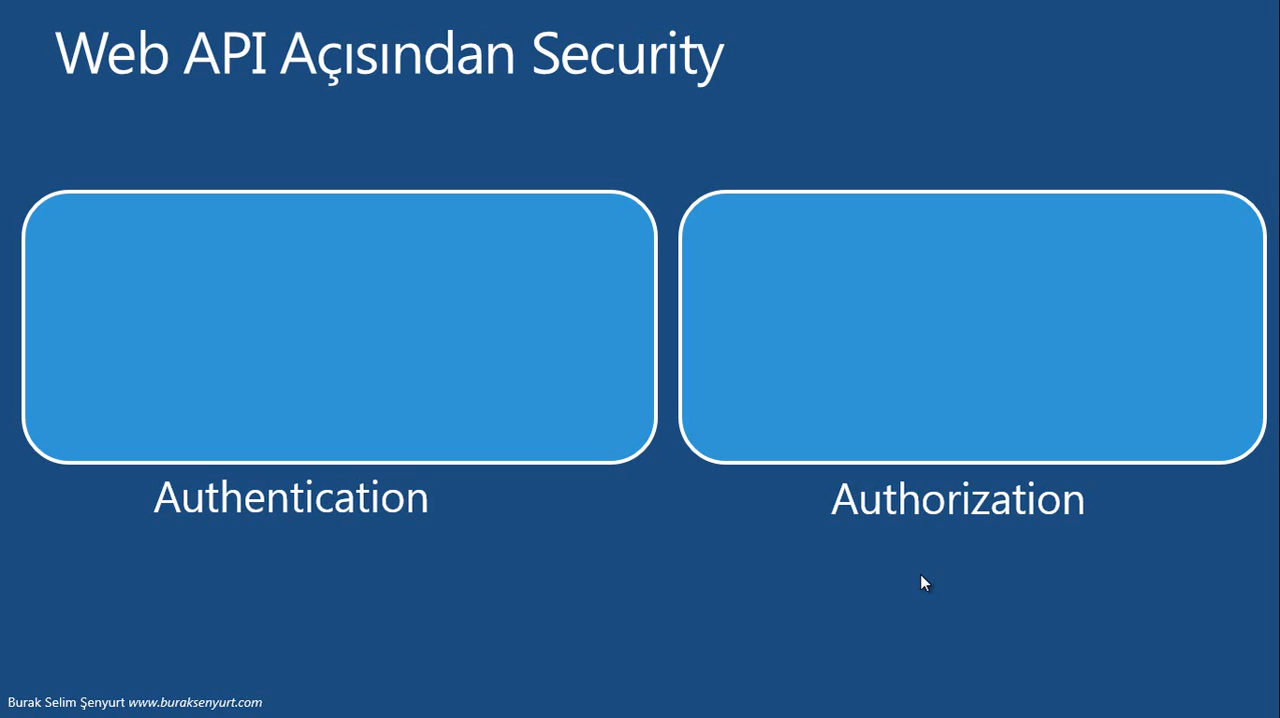 Web API Açısından Security
Authentication
Authorization
Burak Selim Şenyurt www.buraksenyurt.com